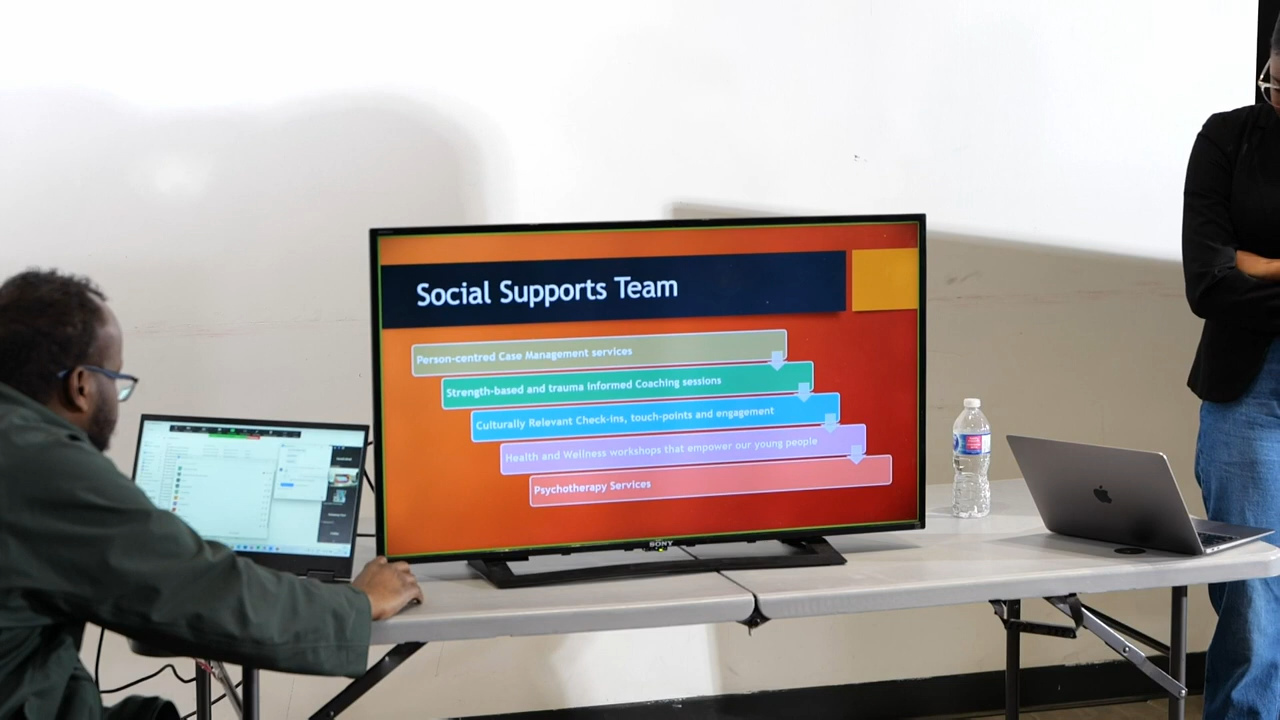 Social Supports Team
Person-centred Case Management services
Strength-based and trauma informed Coaching sessions
Culturally Relevant Check-ins, touch-points and engagement
Health and Wellness workshops that empower our young people
Psychotherapy Services
SONY